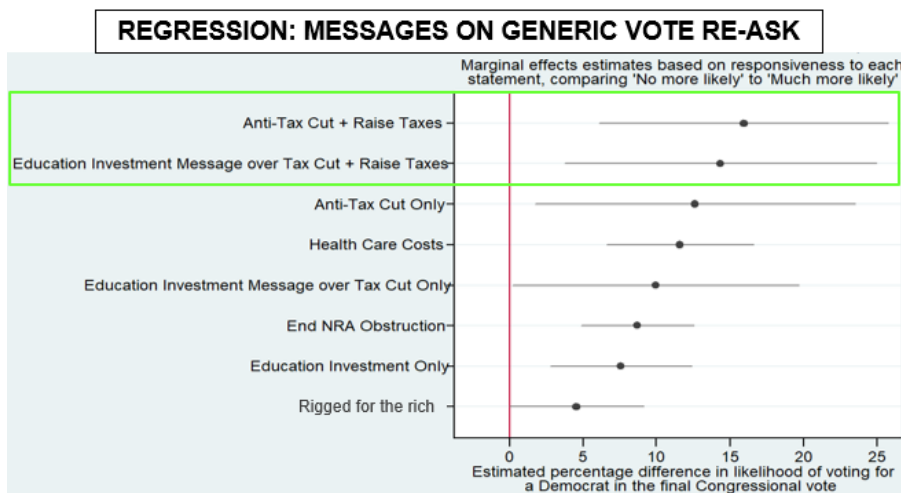 REGRESSION: MESSAGES ON GENERIC VOTE RE-ASK
Marginal effects estimates based on responsiveness to each
statement, comparing 'No more likely' to 'Much more likely'
Anti-Tax Cut + Raise Taxes
Education Investment Message over Tax Cut + Raise Taxes
Anti-Tax Cut Only
Health Care Costs
Education Investment Message over Tax Cut Only
End NRA Obstruction
Education Investment Only
Rigged for the rich
0 5 10 15 20 25
Estimated percentage difference in likelihood of voting for
a Democrat in the final Congressional vote